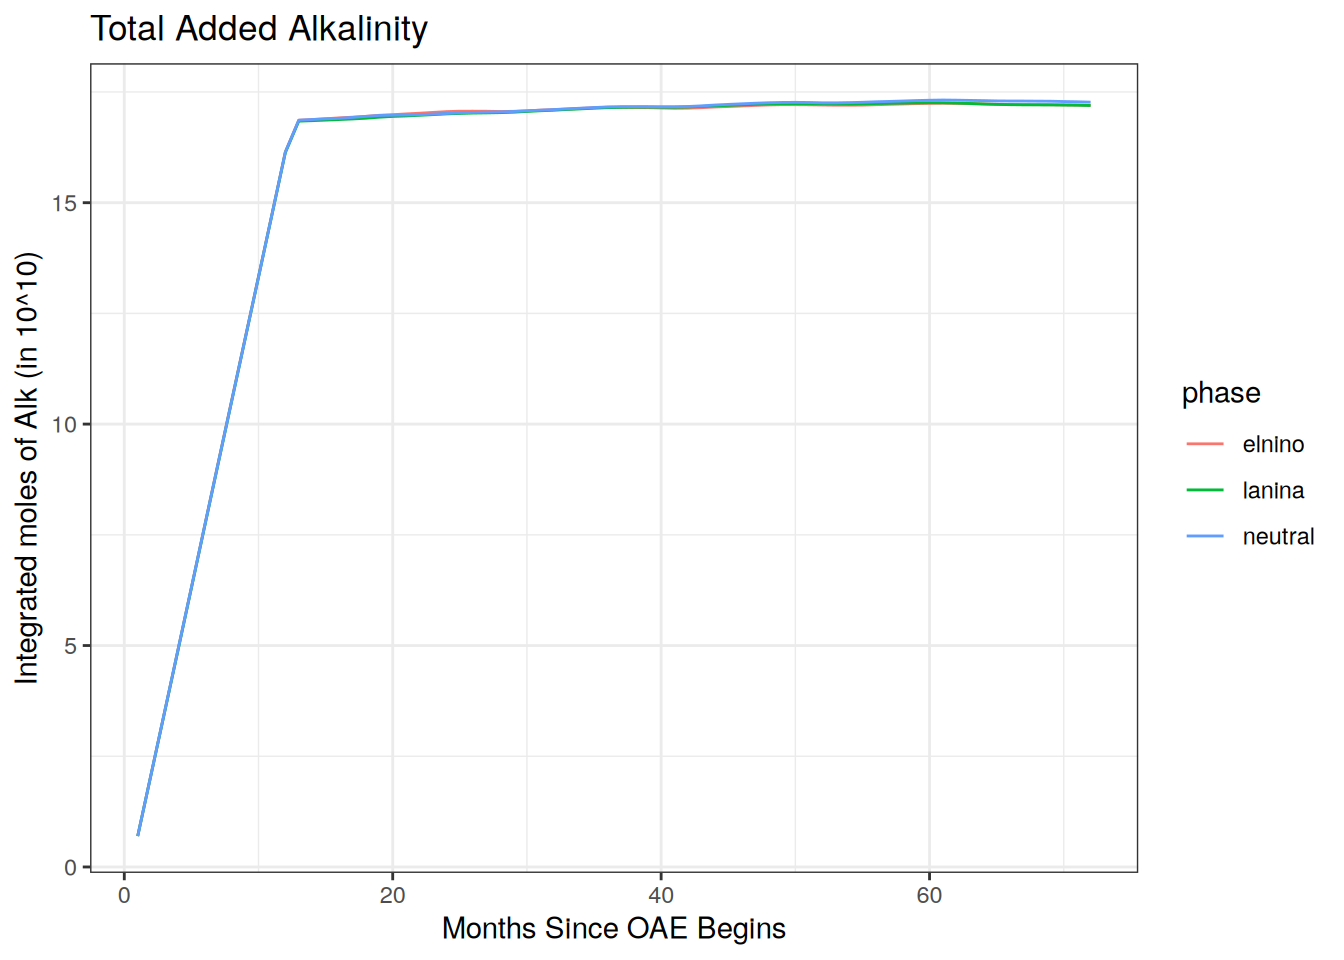 Total Added Alkalinity
Integrated moles of Alk (in 10^10)
15
10
5
0
0
20
40
60
Months Since OAE Begins
phase
elnino
lanina
neutral